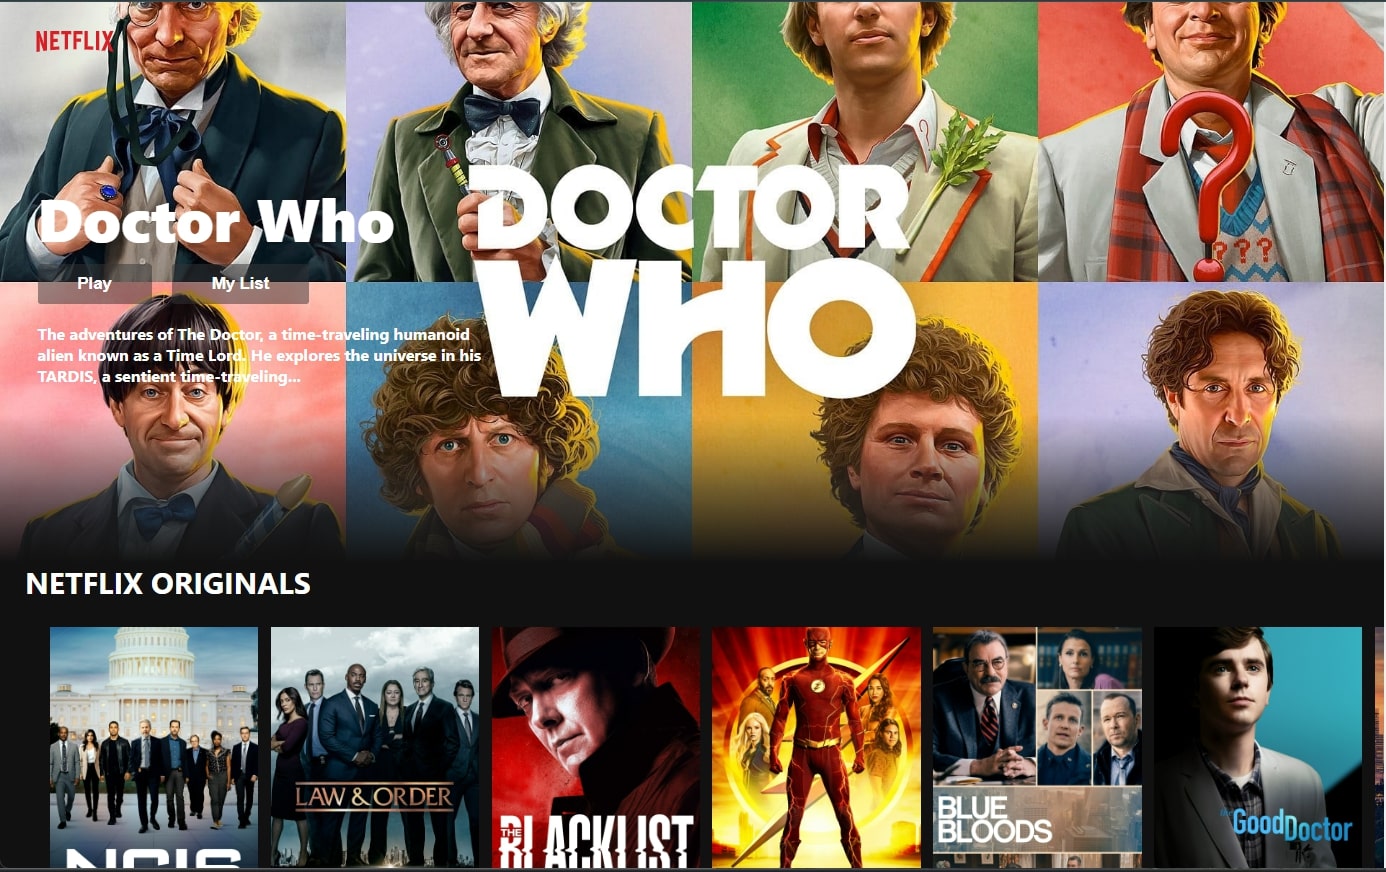 NETFLIX
Doctor Who
DOCTOR
WHO
Play
My List
The adventures of The Doctor, a time-traveling humanoid
alien known as a Time Lord. He explores the universe in his
TARDIS, a sentient time-traveling...
???
NETFLIX ORIGINALS
NCIS
LAW & ORDER
THE
BLACKLIST
BLUE
BLOODS
the GoodDoctor